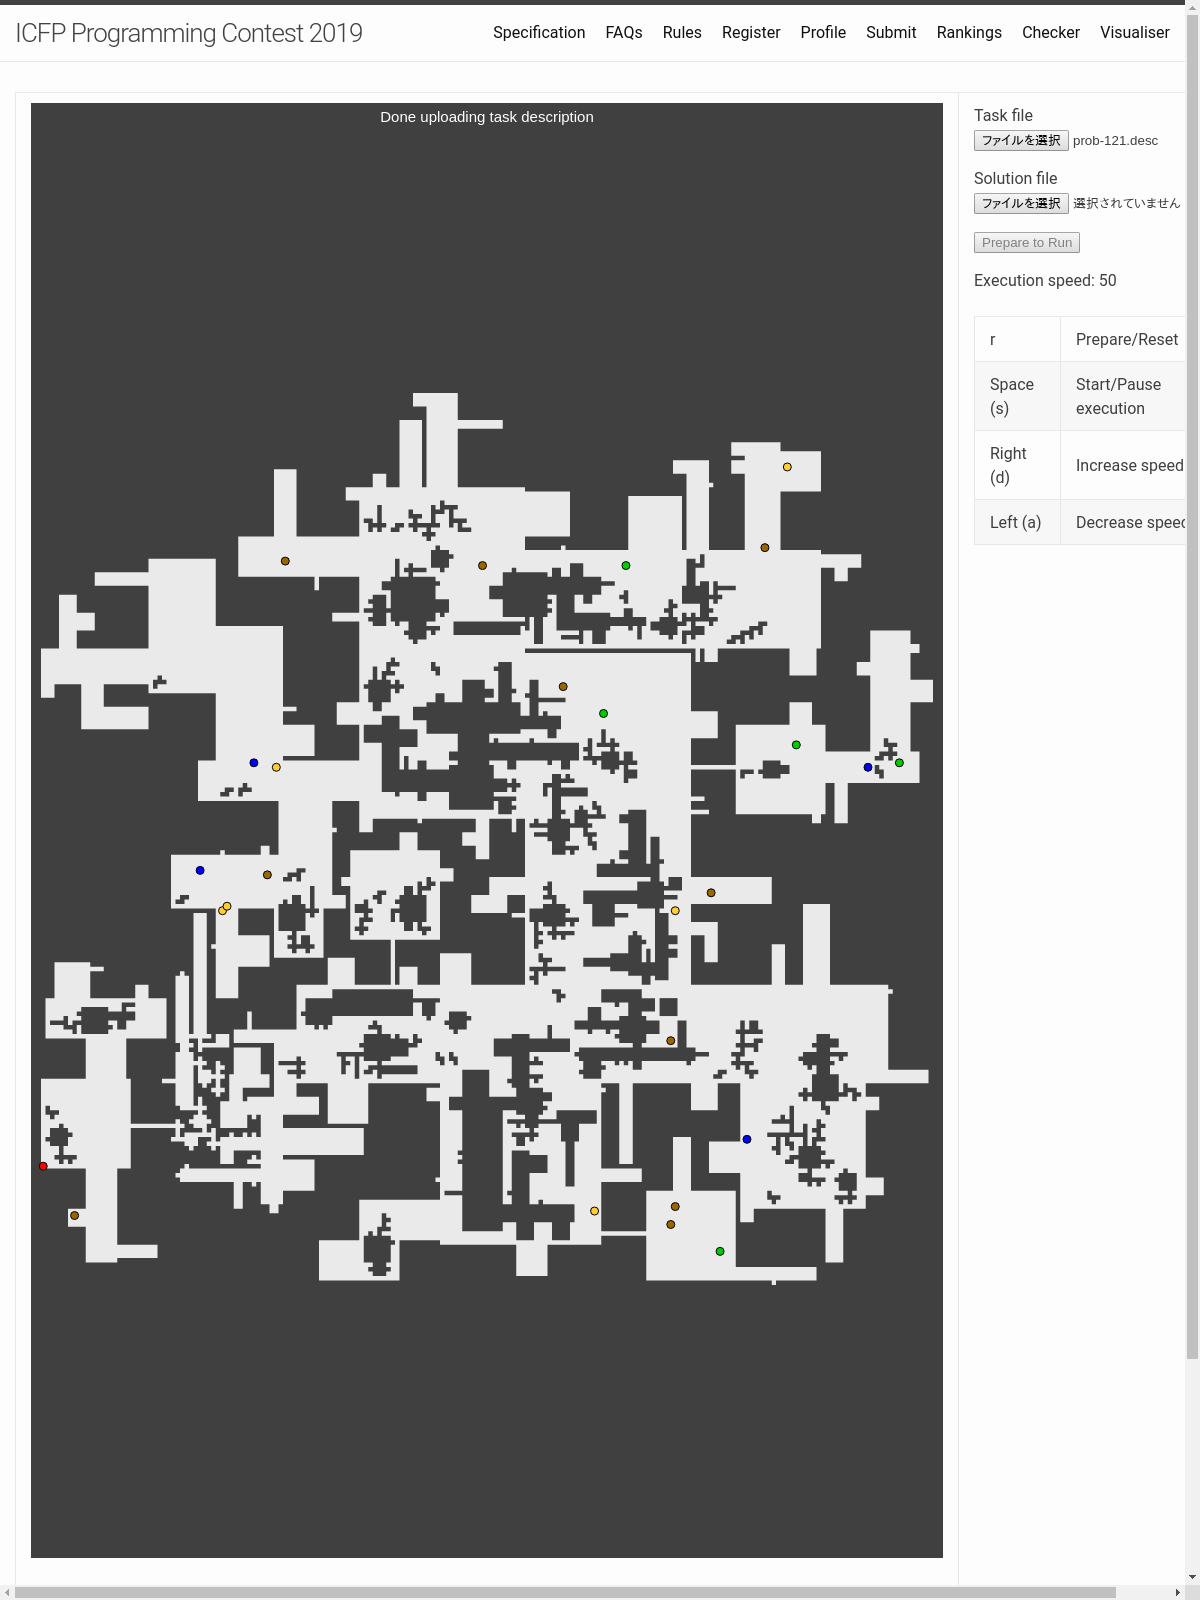 ICFP Programming Contest 2019
Specification FAQs Rules Register Profile Submit Rankings Checker Visualiser
Done uploading task description
Task file
ファイルを選択 prob-121.desc
Solution file
ファイルを選択 選択されていません
Prepare to Run
Execution speed: 50
r Prepare/Reset
Space (s) Start/Pause execution
Right (d) Increase speed
Left (a) Decrease speed